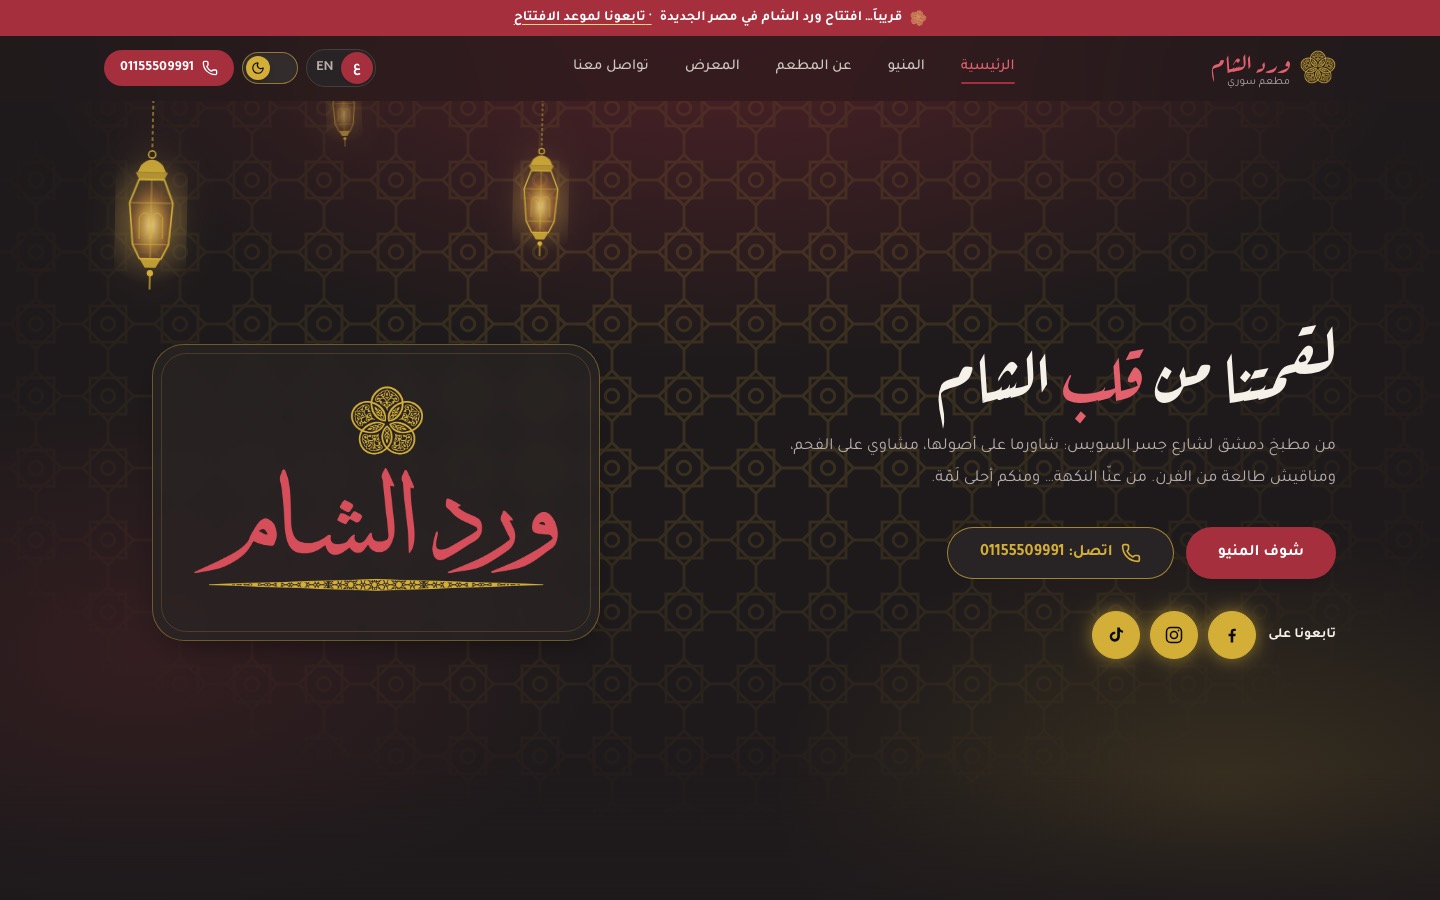 قريباً… افتتاح ورد الشام في مصر الجديدة · تابعونا لموعد الافتتاح
ورد الشام
مطعم سوري
الرئيسية
المنيو
عن المطعم
المعرض
تواصل معنا
ع
EN
01155509991
لقمتنا من قلب الشام
من مطبخ دمشق لشارع جسر السويس: شاورما على أصولها، مشاوي على الفحم،
ومناقيش طالعة من الفرن. من عنّا النكهة… ومنكم أحلى لَمّة.
شوف المنيو
اتصل: 01155509991
تابعونا على
ورد الشام